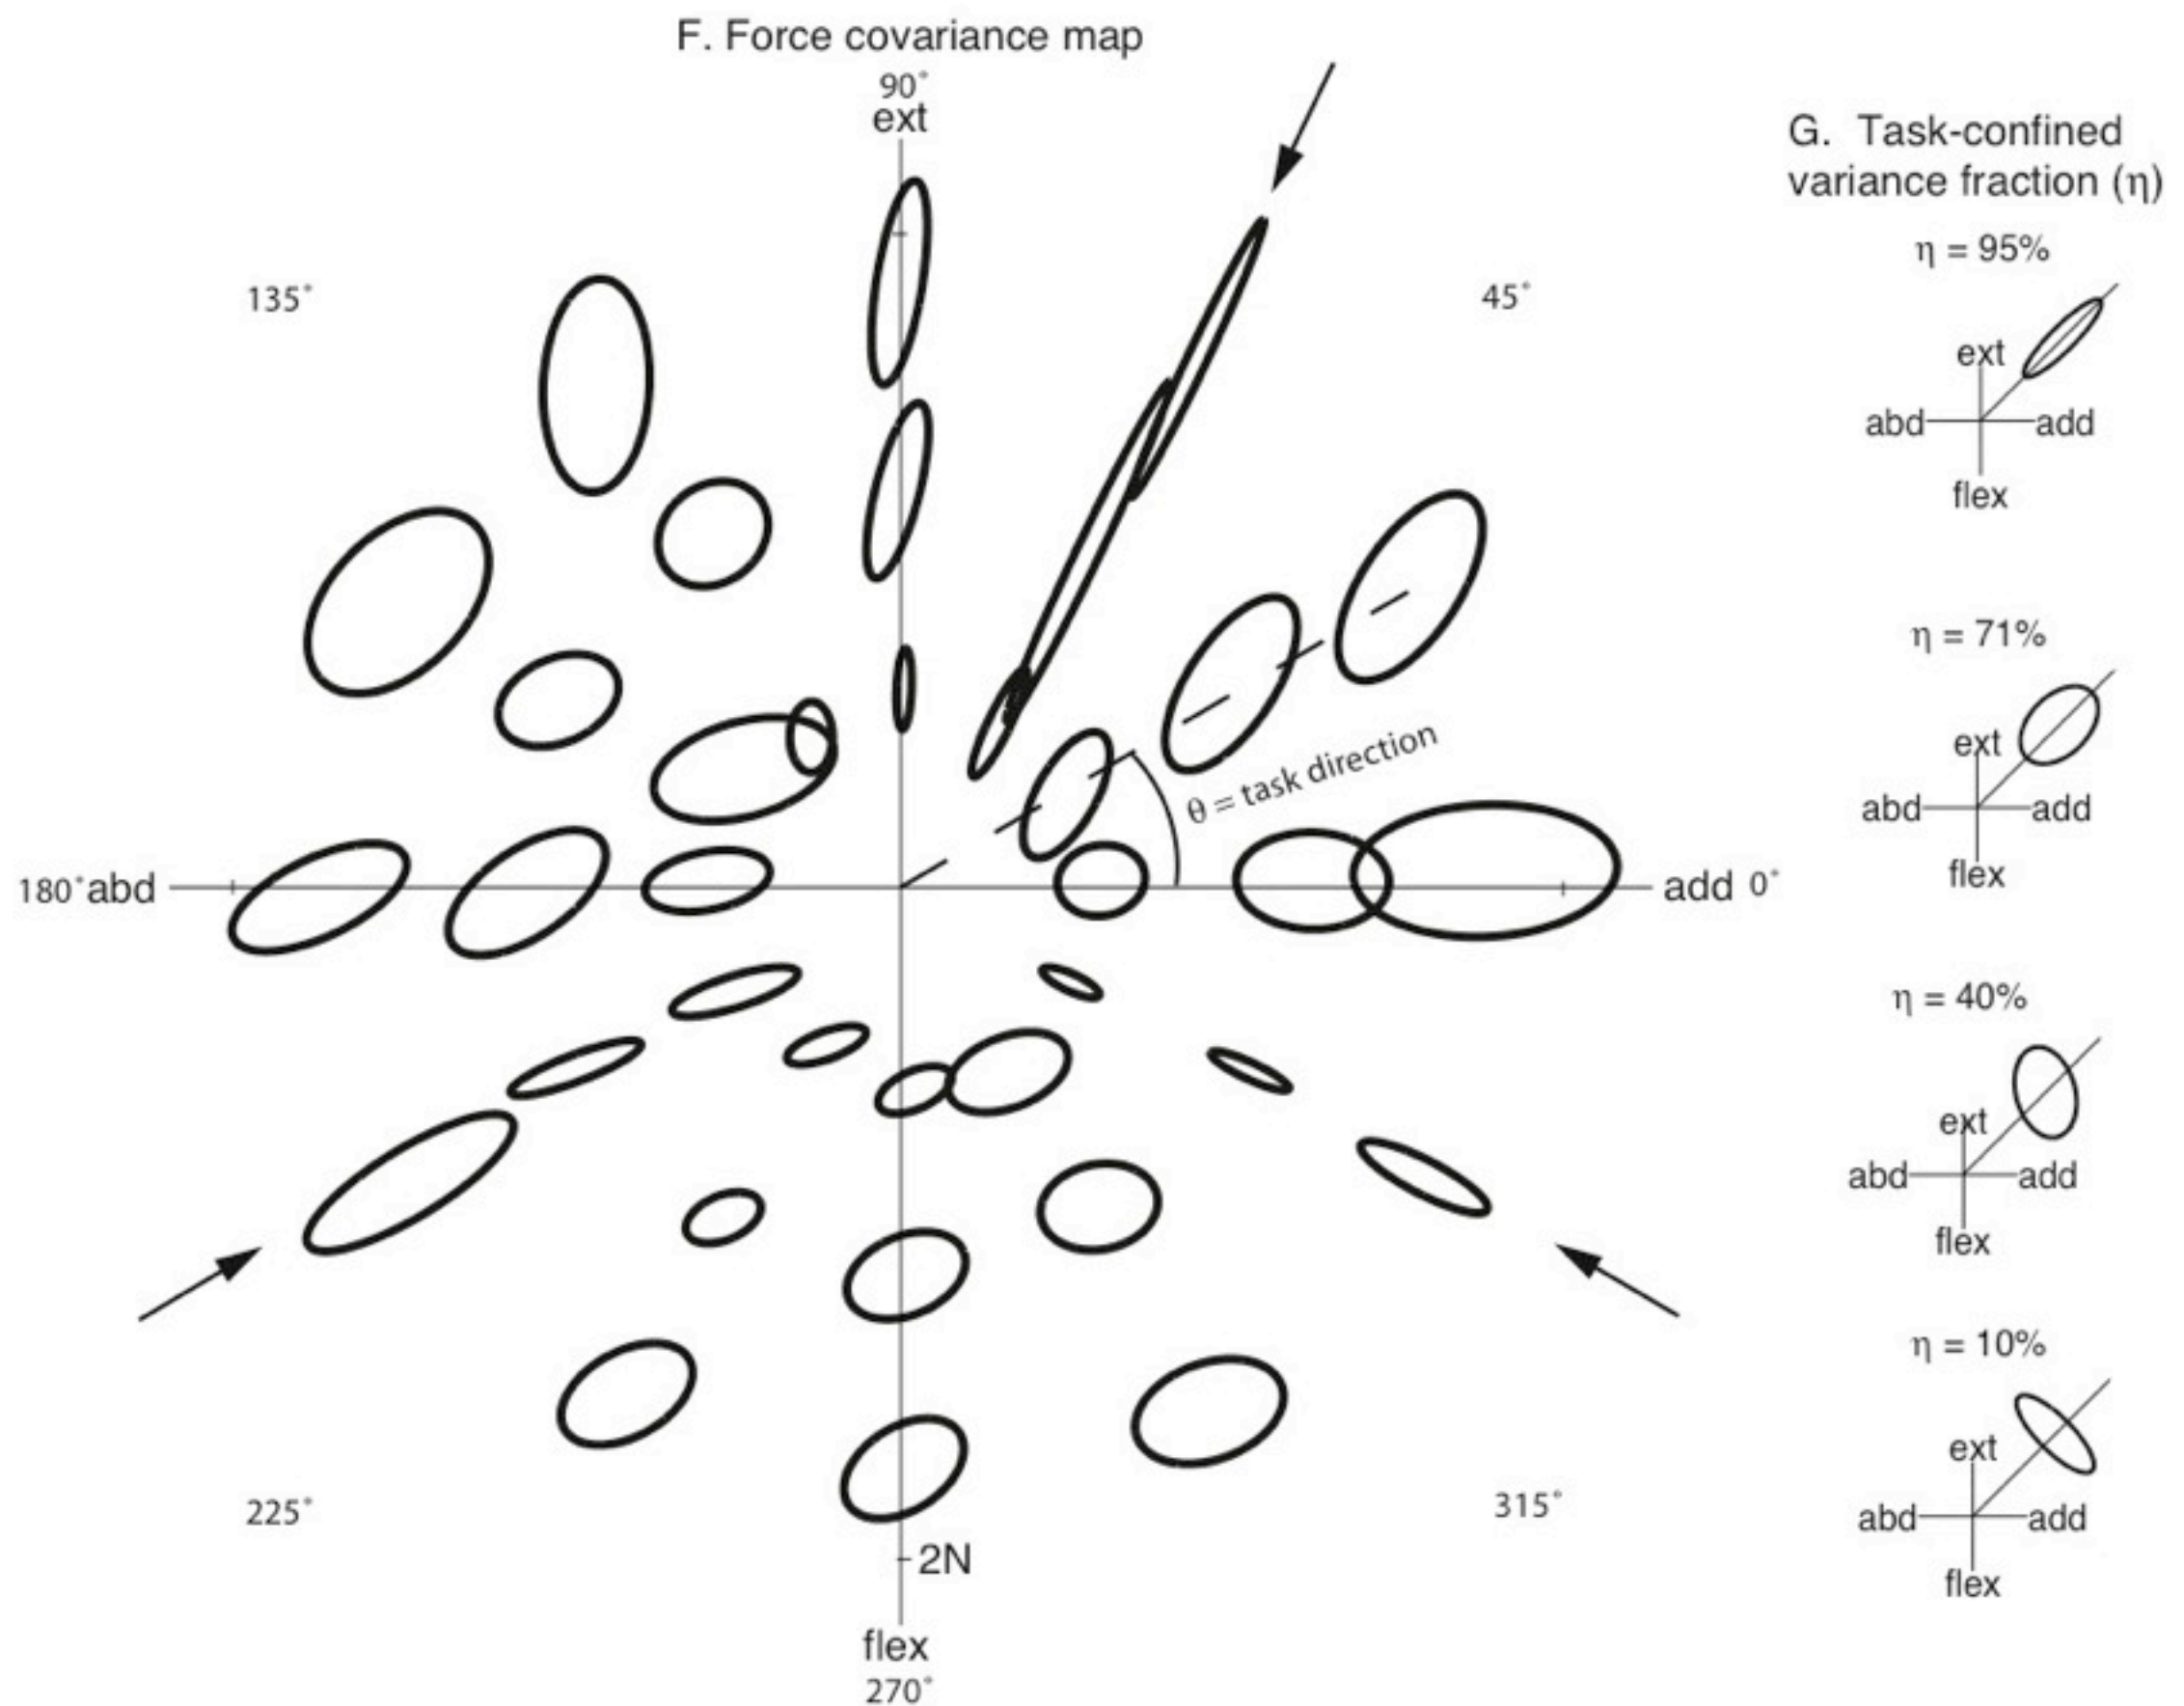 F. Force covariance map
90°
ext
135°
45°
θ = task direction
180° abd
add 0°
225°
315°
2N
flex
270°
G. Task-confined
variance fraction (η)
η = 95%
ext
abd
add
flex
η = 71%
ext
abd
add
flex
η = 40%
ext
abd
add
flex
η = 10%
ext
abd
add
flex